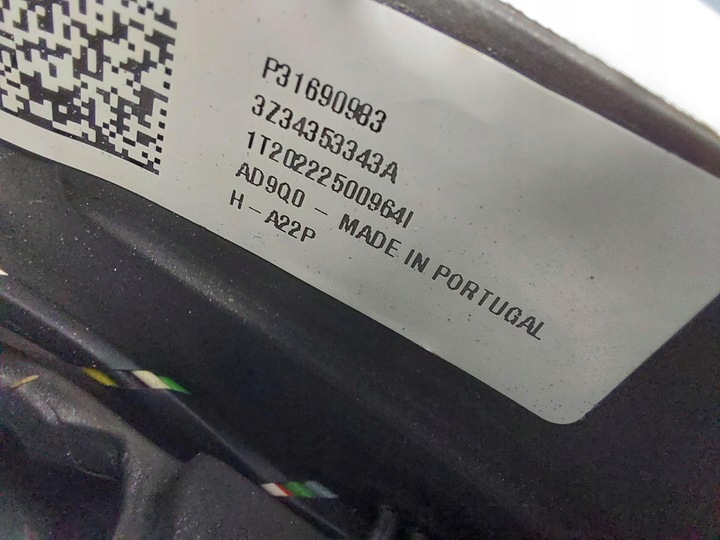 P31690983
3Z34353343A
1T20222500964I
AD9Q0 - MADE IN PORTUGAL
H - A22P